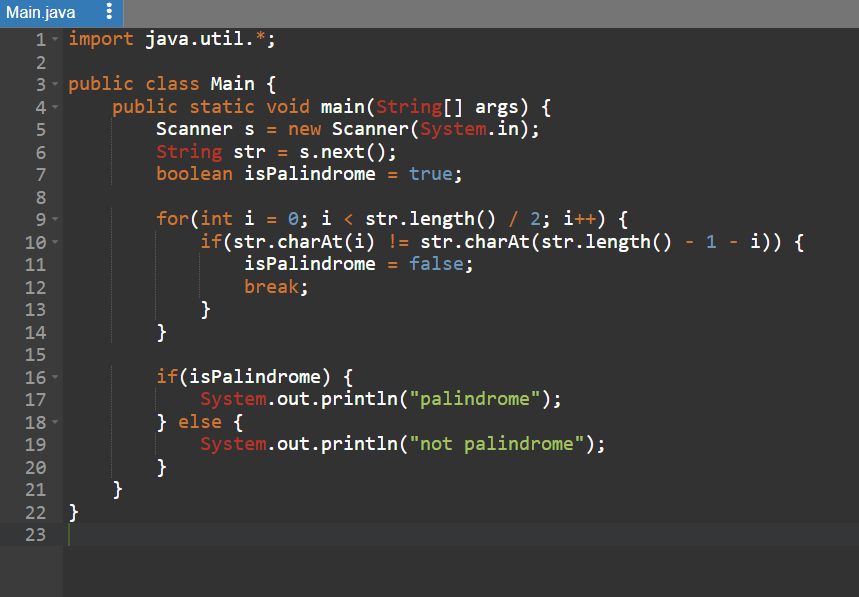 Main.java
1 import java.util.*;
2
3 public class Main {
4     public static void main(String[] args) {
5         Scanner s = new Scanner(System.in);
6         String str = s.next();
7         boolean isPalindrome = true;
8
9         for(int i = 0; i < str.length() / 2; i++) {
10             if(str.charAt(i) != str.charAt(str.length() - 1 - i)) {
11                 isPalindrome = false;
12                 break;
13             }
14         }
15
16         if(isPalindrome) {
17             System.out.println("palindrome");
18         } else {
19             System.out.println("not palindrome");
20         }
21     }
22 }
23